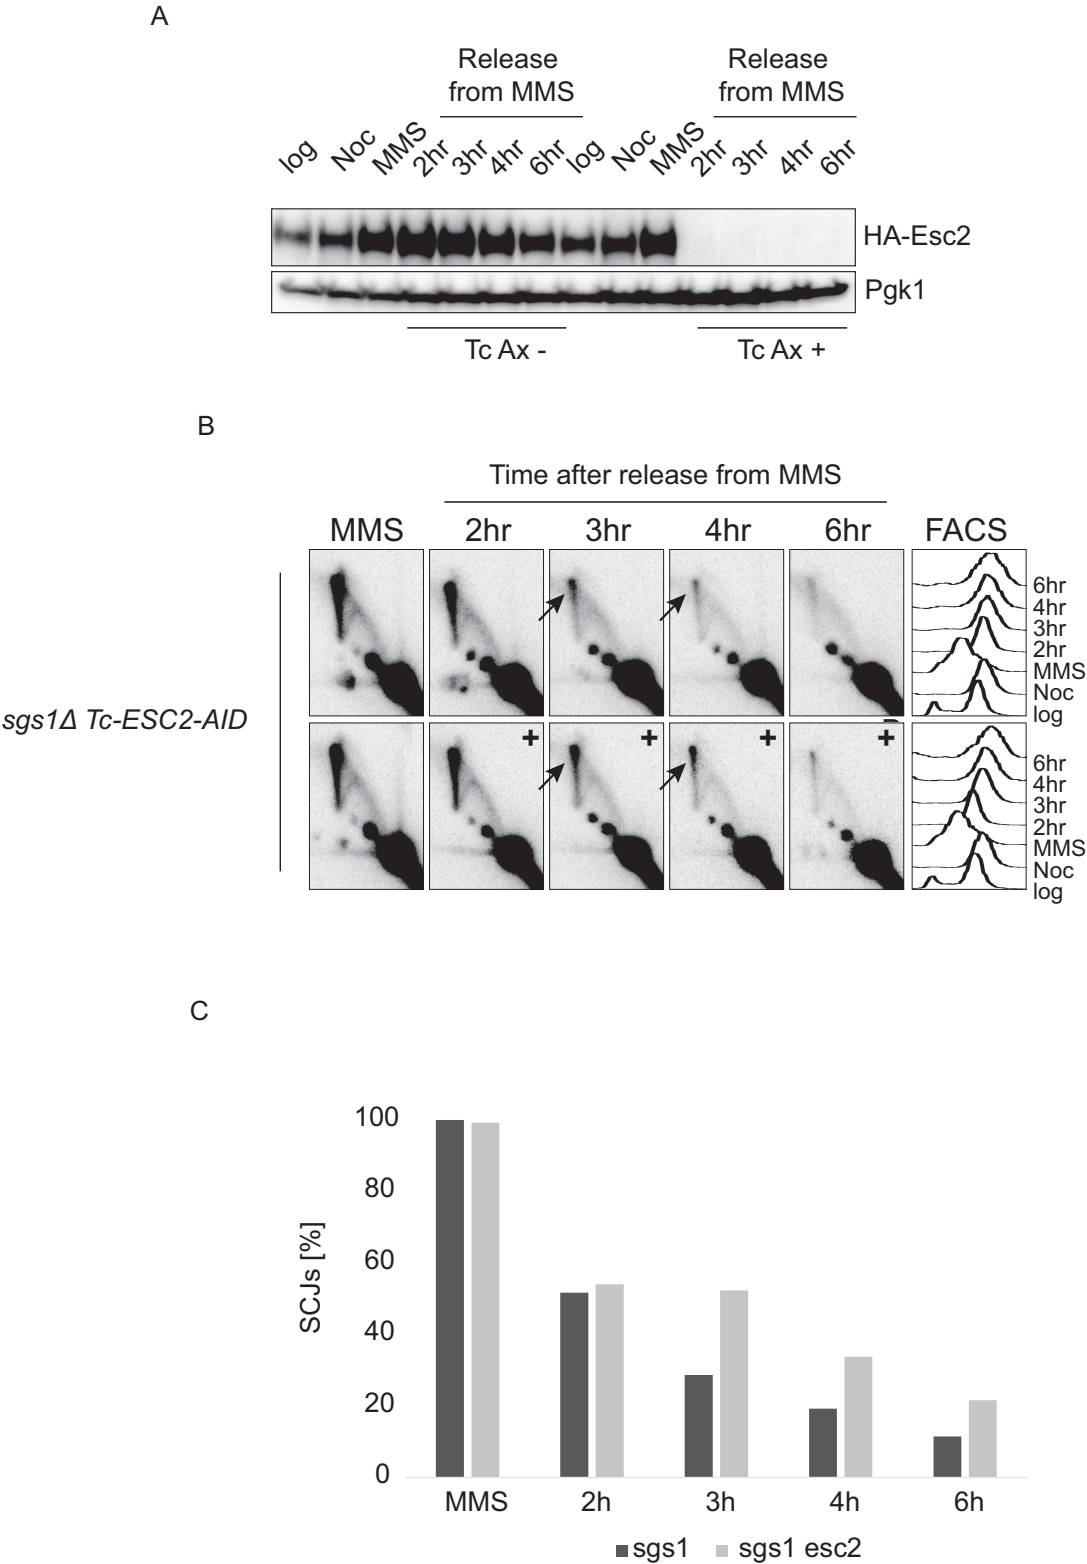 A
Release
from MMS
Release
from MMS
log
Noc
MMS
2hr
3hr
4hr
6hr
log
Noc
MMS
2hr
3hr
4hr
6hr
HA-Esc2
Pgk1
Tc Ax -
Tc Ax +
B
Time after release from MMS
MMS
2hr
3hr
4hr
6hr
FACS
6hr
4hr
3hr
2hr
MMS
Noc
log
sgs1Δ Tc-ESC2-AID
+
+
+
+
6hr
4hr
3hr
2hr
MMS
Noc
log
C
SCJs [%]
100
80
60
40
20
0
MMS
2h
3h
4h
6h
sgs1
sgs1 esc2